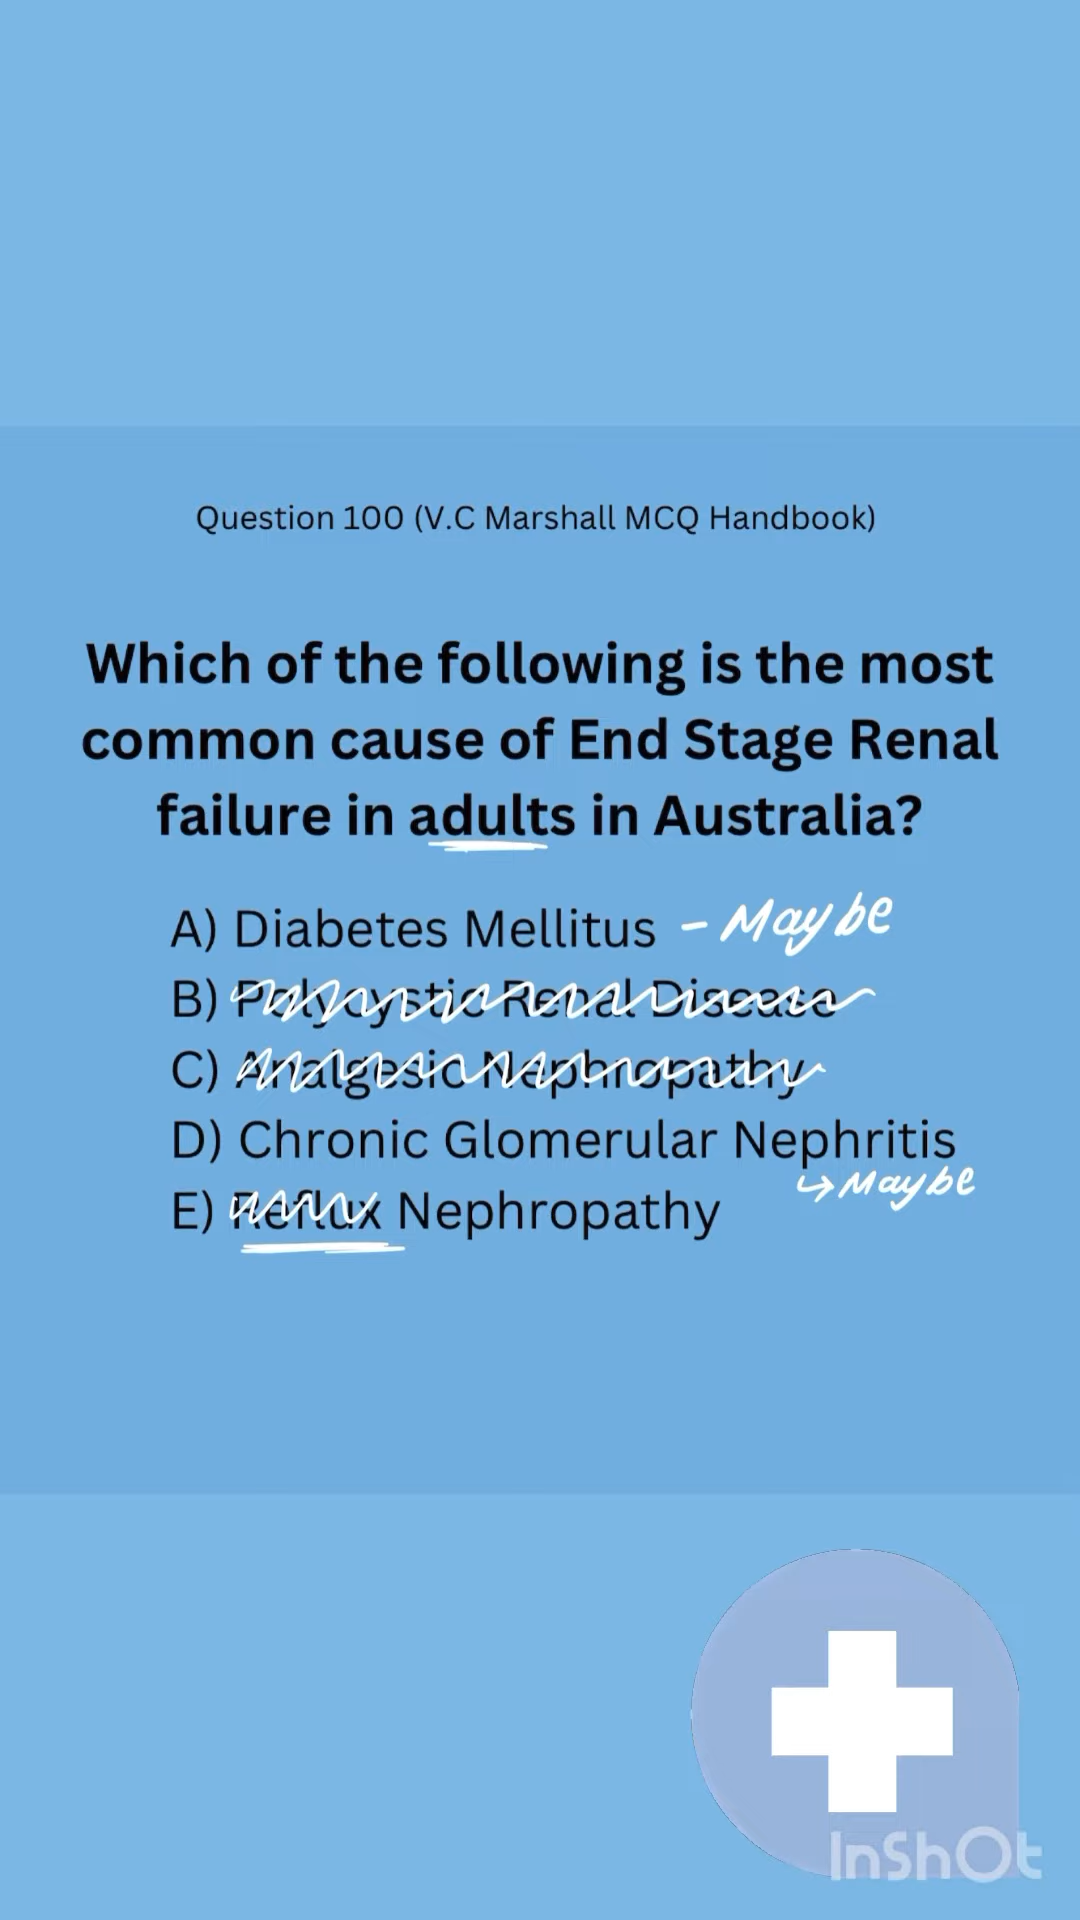 Question 100 (V.C Marshall MCQ Handbook)
Which of the following is the most
common cause of End Stage Renal
failure in adults in Australia?
A) Diabetes Mellitus - Maybe
B) Polycystic Renal Disease
C) Analgesic Nephropathy
D) Chronic Glomerular Nephritis
↳ Maybe
E) Reflux Nephropathy
InShOt